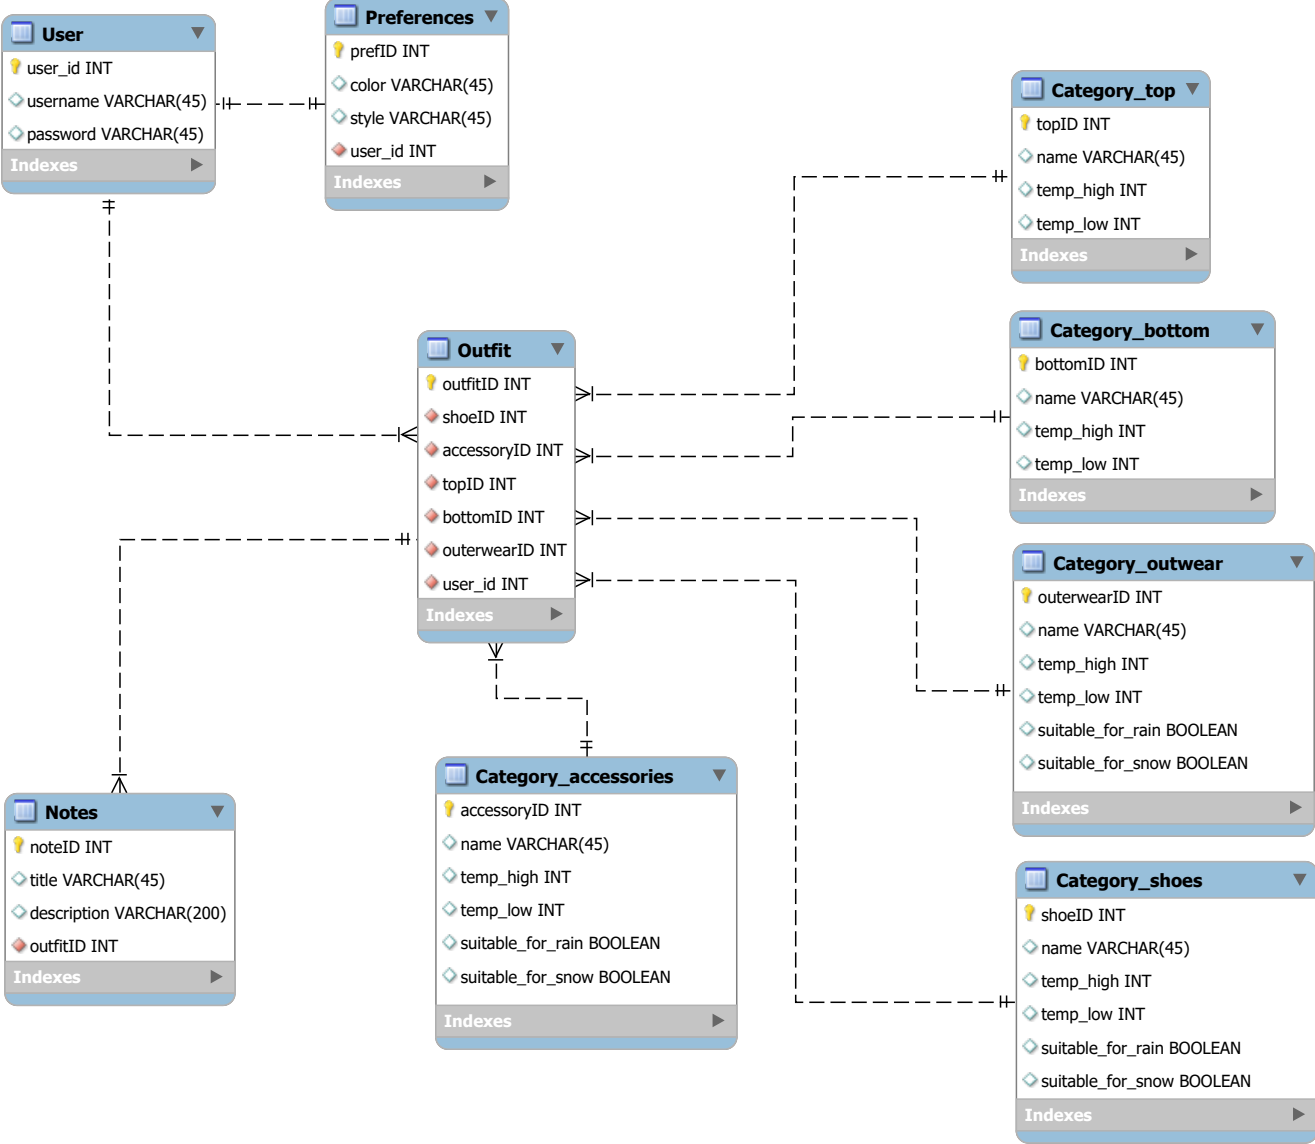 User
user_id INT
username VARCHAR(45)
password VARCHAR(45)
Indexes
Preferences
prefID INT
color VARCHAR(45)
style VARCHAR(45)
user_id INT
Indexes
Category_top
topID INT
name VARCHAR(45)
temp_high INT
temp_low INT
Indexes
Category_bottom
bottomID INT
name VARCHAR(45)
temp_high INT
temp_low INT
Indexes
Outfit
outfitID INT
shoeID INT
accessoryID INT
topID INT
bottomID INT
outerwearID INT
user_id INT
Indexes
Category_outwear
outerwearID INT
name VARCHAR(45)
temp_high INT
temp_low INT
suitable_for_rain BOOLEAN
suitable_for_snow BOOLEAN
Indexes
Notes
noteID INT
title VARCHAR(45)
description VARCHAR(200)
outfitID INT
Indexes
Category_accessories
accessoryID INT
name VARCHAR(45)
temp_high INT
temp_low INT
suitable_for_rain BOOLEAN
suitable_for_snow BOOLEAN
Indexes
Category_shoes
shoeID INT
name VARCHAR(45)
temp_high INT
temp_low INT
suitable_for_rain BOOLEAN
suitable_for_snow BOOLEAN
Indexes